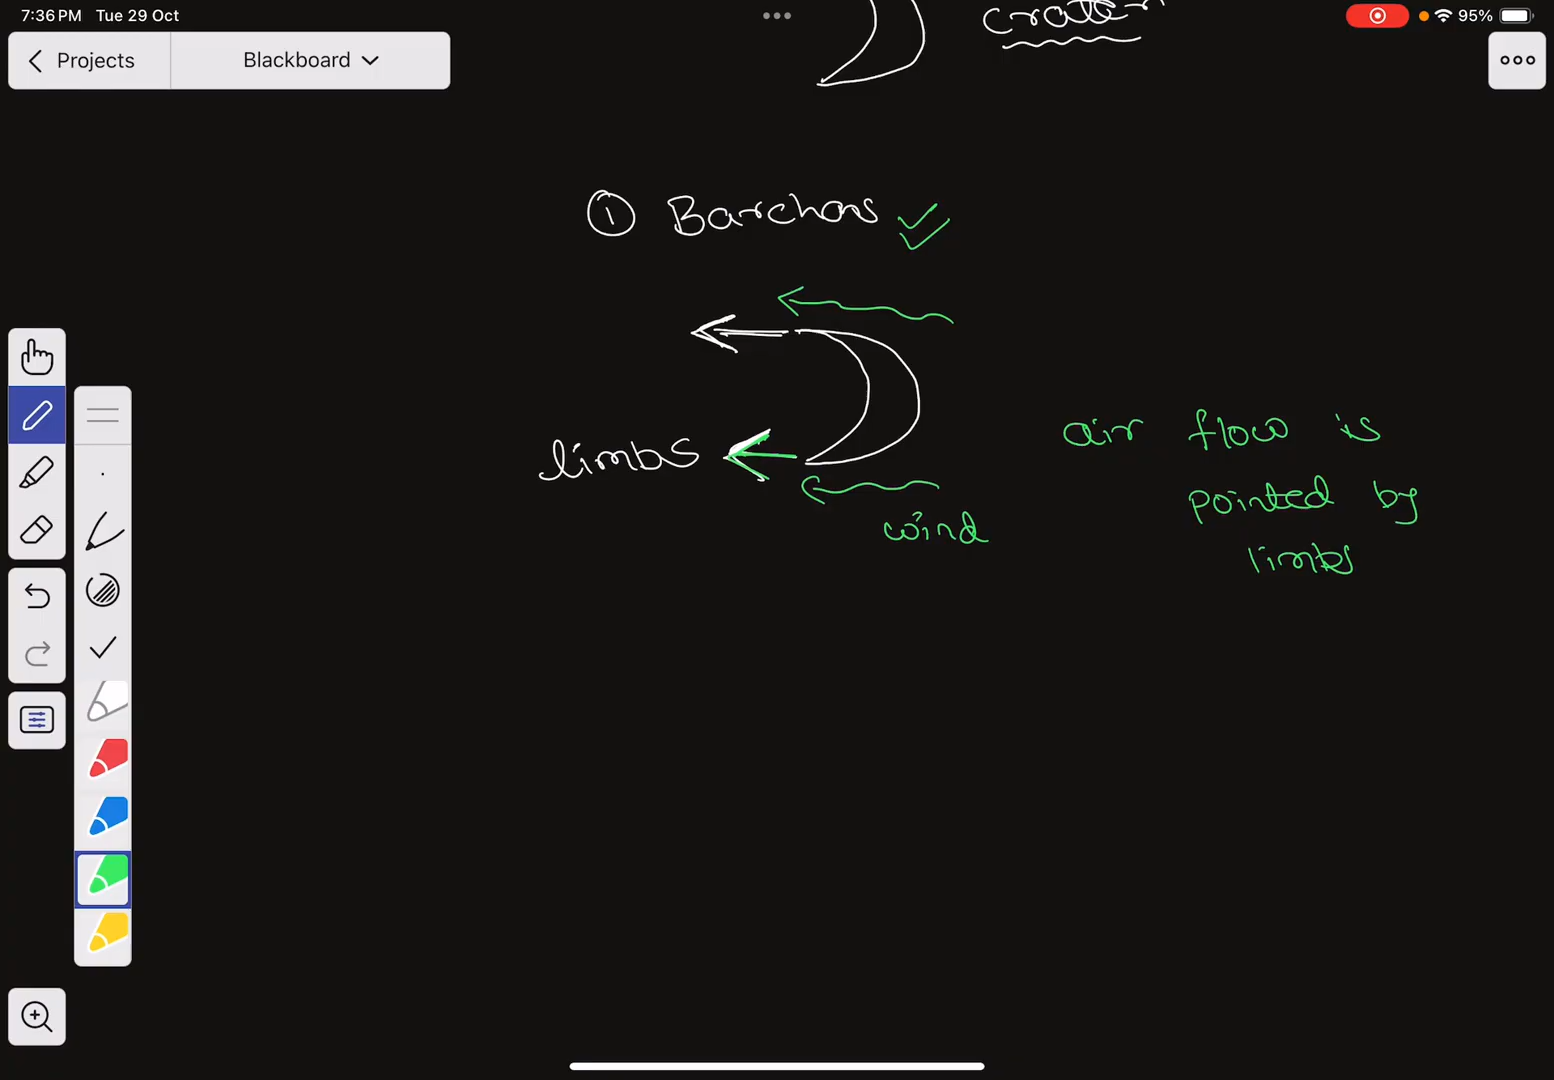 7:36 PM Tue 29 Oct
95%
Projects
Blackboard
crater
① Barchans
limbs
wind
air flow is
pointed by
limbs